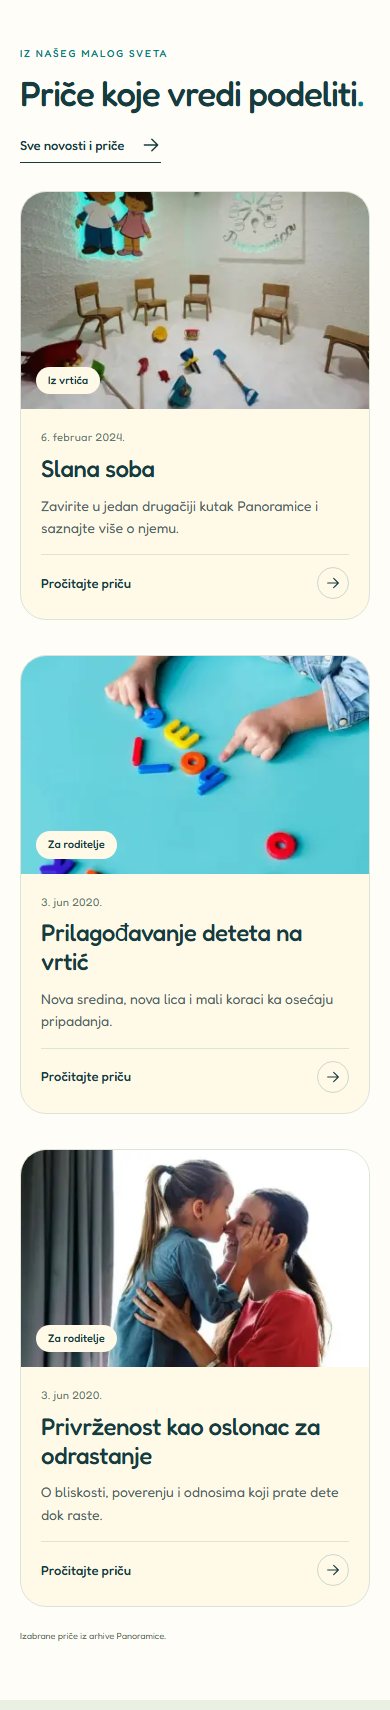 IZ NAŠEG MALOG SVETA
Priče koje vredi podeliti.
Sve novosti i priče
Panoramica
Iz vrtića
6. februar 2024.
Slana soba
Zavirite u jedan drugačiji kutak Panoramice i
saznajte više o njemu.
Pročitajte priču
Za roditelje
3. jun 2020.
Prilagođavanje deteta na
vrtić
Nova sredina, nova lica i mali koraci ka osećaju
pripadanja.
Pročitajte priču
Za roditelje
3. jun 2020.
Privrženost kao oslonac za
odrastanje
O bliskosti, poverenju i odnosima koji prate dete
dok raste.
Pročitajte priču
Izabrane priče iz arhive Panoramice.